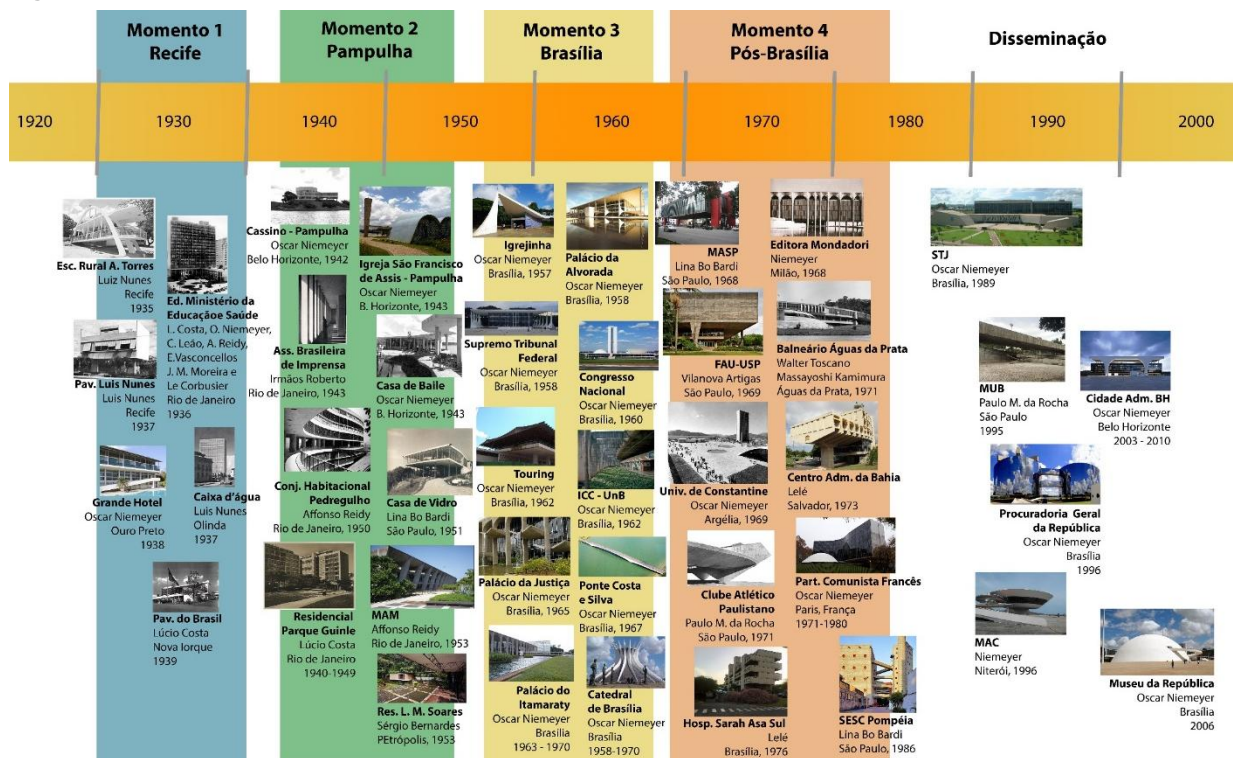 Momento 1
Recife
Momento 2
Pampulha
Momento 3
Brasília
Momento 4
Pós-Brasília
Disseminação
1920
1930
1940
1950
1960
1970
1980
1990
2000
Esc. Rural A. Torres
Luiz Nunes
Recife
1935
Pav. Luis Nunes
Luis Nunes
Recife
1937
Grande Hotel
Oscar Niemeyer
Ouro Preto
1938
Ed. Ministério da
Educaçãoe Saúde
L. Costa, O. Niemeyer,
C. Leão, A. Reidy,
E.Vasconcellos
J. M. Moreira e
Le Corbusier
Rio de Janeiro
1936
Caixa d'água
Luis Nunes
Olinda
1937
Pav. do Brasil
Lúcio Costa
Nova Iorque
1939
Cassino - Pampulha
Oscar Niemeyer
Belo Horizonte, 1942
Ass. Brasileira
de Imprensa
Irmãos Roberto
Rio de Janeiro, 1943
Conj. Habitacional
Pedregulho
Affonso Reidy
Rio de Janeiro, 1950
Residencial
Parque Guinle
Lúcio Costa
Rio de Janeiro
1940-1949
Igreja São Francisco
de Assis - Pampulha
Oscar Niemeyer
B. Horizonte, 1943
Casa de Baile
Oscar Niemeyer
B. Horizonte, 1943
Casa de Vidro
Lina Bo Bardi
São Paulo, 1951
MAM
Affonso Reidy
Rio de Janeiro, 1953
Res. L. M. Soares
Sérgio Bernardes
PEtrópolis, 1953
Igrejinha
Oscar Niemeyer
Brasília, 1957
Supremo Tribunal
Federal
Oscar Niemeyer
Brasília, 1958
Touring
Oscar Niemeyer
Brasília, 1962
Palácio da Justiça
Oscar Niemeyer
Brasília, 1965
Palácio do
Itamaraty
Oscar Niemeyer
Brasilia
1963 - 1970
Palácio da
Alvorada
Oscar Niemeyer
Brasília, 1958
Congresso
Nacional
Oscar Niemeyer
Brasília, 1960
ICC - UnB
Oscar Niemeyer
Brasília, 1962
Ponte Costa
e Silva
Oscar Niemeyer
Brasília, 1967
Catedral
de Brasília
Oscar Niemeyer
Brasília
1958-1970
MASP
Lina Bo Bardi
São Paulo, 1968
FAU-USP
Vilanova Artigas
São Paulo, 1969
Univ. de Constantine
Oscar Niemeyer
Argélia, 1969
Clube Atlético
Paulistano
Paulo M. da Rocha
São Paulo, 1971
Hosp. Sarah Asa Sul
Lelé
Brasília, 1976
Editora Mondadori
Niemeyer
Milão, 1968
Balneário Águas da Prata
Walter Toscano
Massayoshi Kamimura
Águas da Prata, 1971
Centro Adm. da Bahia
Lelé
Salvador, 1973
Part. Comunista Francês
Oscar Niemeyer
Paris, França
1971-1980
SESC Pompéia
Lina Bo Bardi
São Paulo, 1986
STJ
Oscar Niemeyer
Brasília, 1989
MUB
Paulo M. da Rocha
São Paulo
1995
Cidade Adm. BH
Oscar Niemeyer
Belo Horizonte
2003 - 2010
Procuradoria Geral
da República
Oscar Niemeyer
Brasília
1996
MAC
Niemeyer
Niterói, 1996
Museu da República
Oscar Niemeyer
Brasília
2006